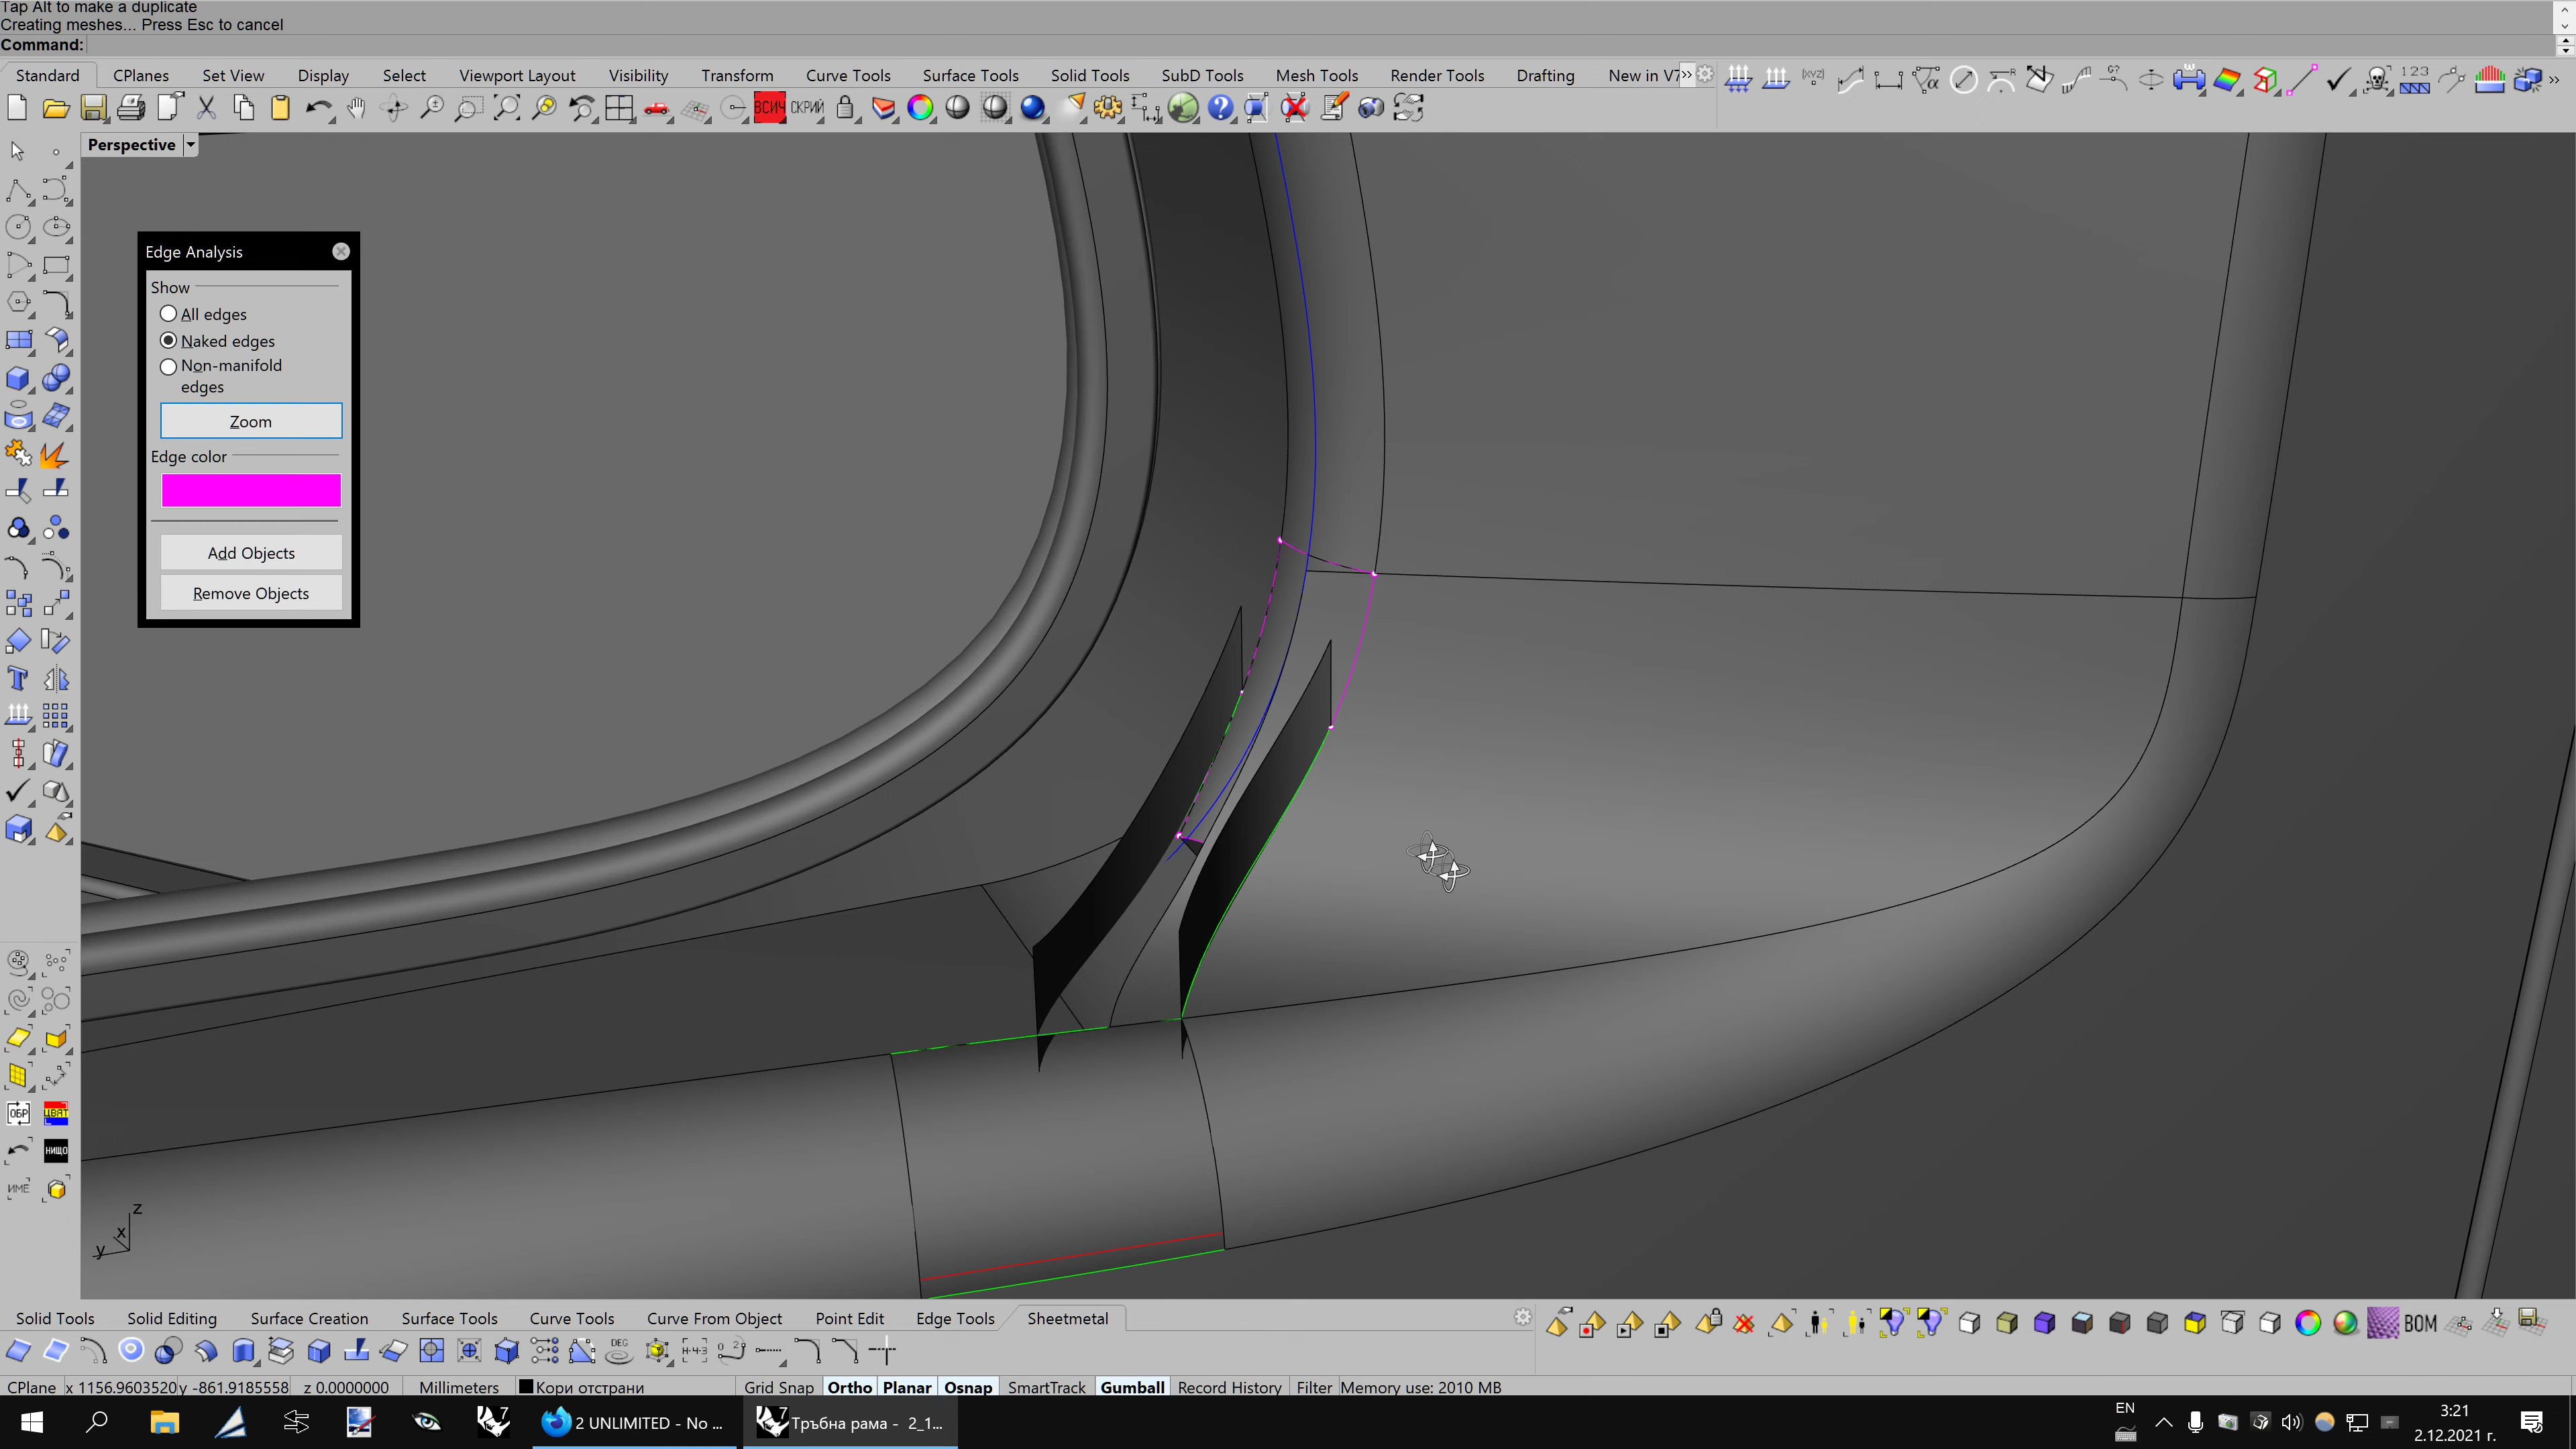 Tap Alt to make a duplicate
Creating meshes... Press Esc to cancel
Command:
Standard CPlanes Set View Display Select Viewport Layout Visibility Transform Curve Tools Surface Tools Solid Tools SubD Tools Mesh Tools Render Tools Drafting New in V7
ВСИЧ СКРИЙ
Perspective
Edge Analysis
Show
All edges
Naked edges
Non-manifold
edges
Zoom
Edge color
Add Objects
Remove Objects
ОБР ЦВЯТ
НИЩО
ИМЕ
z
x
y
Solid Tools Solid Editing Surface Creation Surface Tools Curve Tools Curve From Object Point Edit Edge Tools Sheetmetal
DEG
BOM
CPlane x 1156.9603520 y -861.9185558 z 0.0000000 Millimeters Кори отстрани Grid Snap Ortho Planar Osnap SmartTrack Gumball Record History Filter Memory use: 2010 MB
2 UNLIMITED - No ... Тръбна рама - 2_1...
EN
3:21
2.12.2021 г.